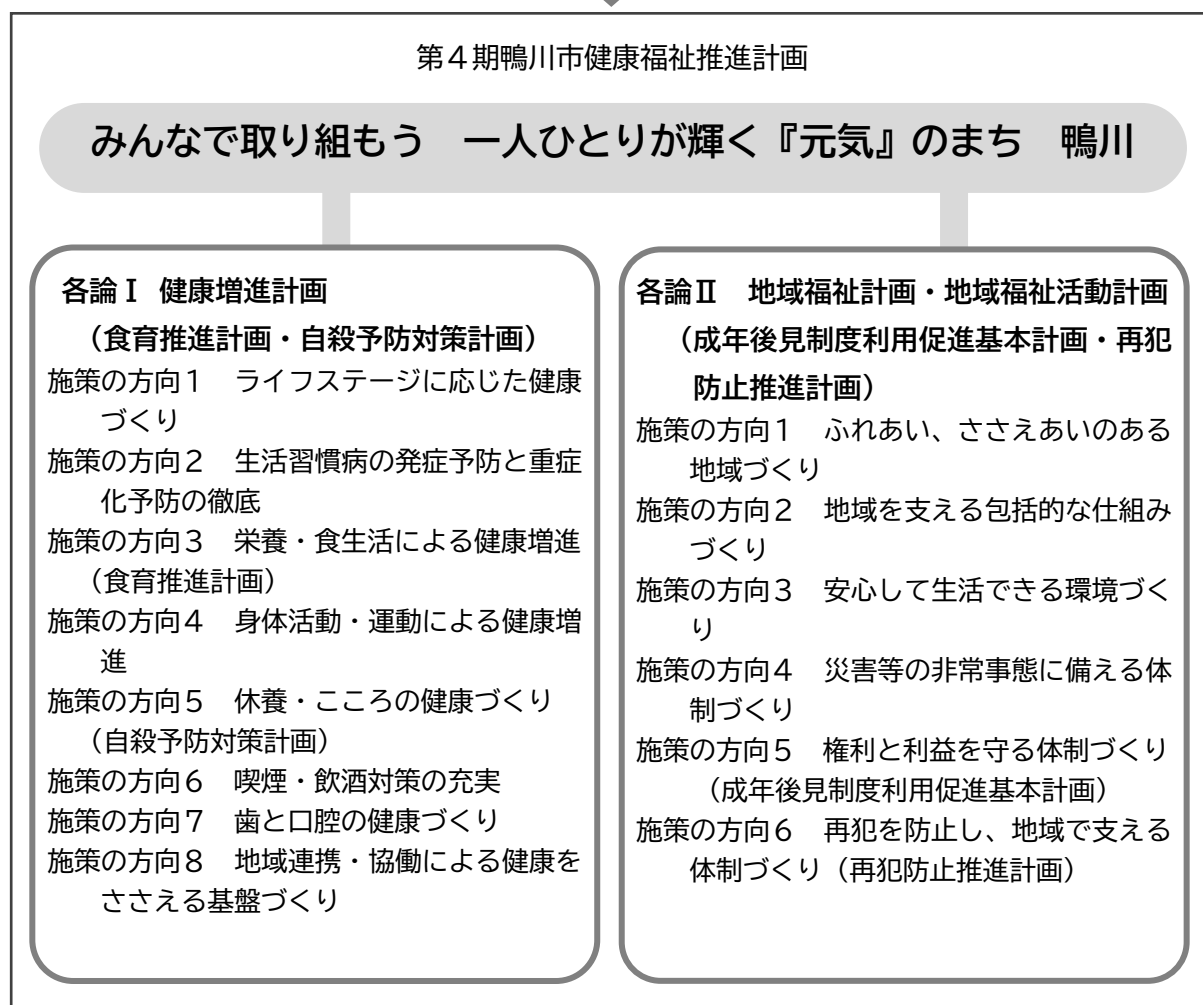 第４期鴨川市健康福祉推進計画
みんなで取り組もう　一人ひとりが輝く『元気』のまち　鴨川
各論Ⅰ 健康増進計画
（食育推進計画・自殺予防対策計画）
施策の方向１　ライフステージに応じた健康
づくり
施策の方向２　生活習慣病の発症予防と重症
化予防の徹底
施策の方向３　栄養・食生活による健康増進
（食育推進計画）
施策の方向４　身体活動・運動による健康増
進
施策の方向５　休養・こころの健康づくり
（自殺予防対策計画）
施策の方向６　喫煙・飲酒対策の充実
施策の方向７　歯と口腔の健康づくり
施策の方向８　地域連携・協働による健康を
ささえる基盤づくり
各論Ⅱ　地域福祉計画・地域福祉活動計画
（成年後見制度利用促進基本計画・再犯
防止推進計画）
施策の方向１　ふれあい、ささえあいのある
地域づくり
施策の方向２　地域を支える包括的な仕組み
づくり
施策の方向３　安心して生活できる環境づく
り
施策の方向４　災害等の非常事態に備える体
制づくり
施策の方向５　権利と利益を守る体制づくり
（成年後見制度利用促進基本計画）
施策の方向６　再犯を防止し、地域で支える
体制づくり（再犯防止推進計画）